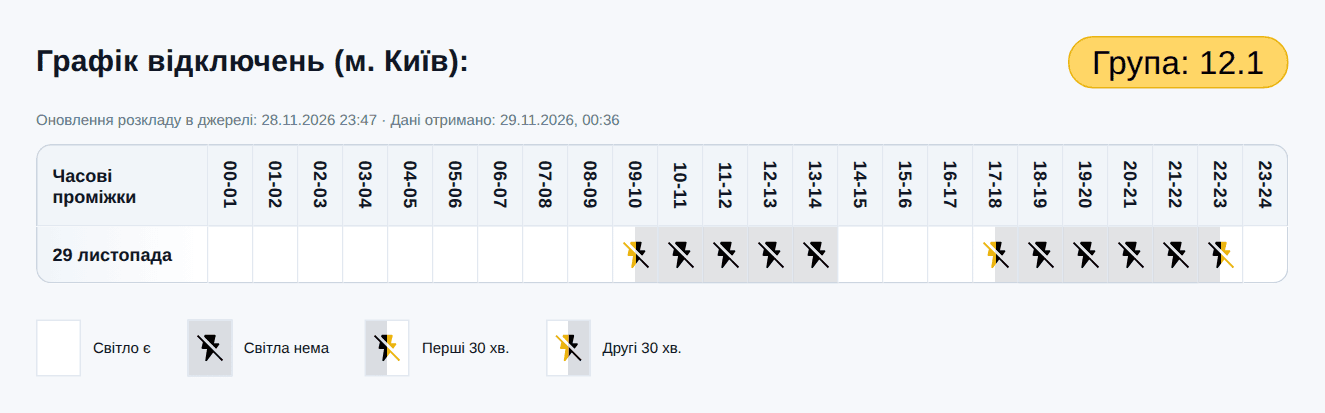 Графік відключень (м. Київ):
Група: 12.1
Оновлення розкладу в джерелі: 28.11.2026 23:47 · Дані отримано: 29.11.2026, 00:36
Часові
проміжки
00-01
01-02
02-03
03-04
04-05
05-06
06-07
07-08
08-09
09-10
10-11
11-12
12-13
13-14
14-15
15-16
16-17
17-18
18-19
19-20
20-21
21-22
22-23
23-24
29 листопада
Світло є
Світла нема
Перші 30 хв.
Другі 30 хв.